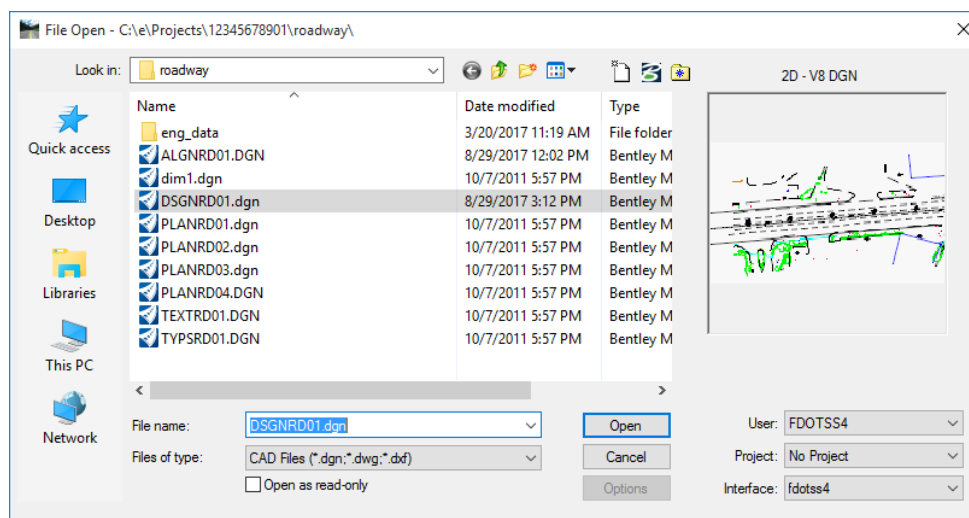 File Open - C:\e\Projects\12345678901\roadway\
Look in: roadway
2D - V8 DGN
Name Date modified Type
eng_data 3/20/2017 11:19 AM File folder
ALGNRD01.DGN 8/29/2017 12:02 PM Bentley M
dim1.dgn 10/7/2011 5:57 PM Bentley M
DSGNRD01.dgn 8/29/2017 3:12 PM Bentley M
PLANRD01.dgn 10/7/2011 5:57 PM Bentley M
PLANRD02.dgn 10/7/2011 5:57 PM Bentley M
PLANRD03.dgn 10/7/2011 5:57 PM Bentley M
PLANRD04.DGN 10/7/2011 5:57 PM Bentley M
TEXTRD01.DGN 10/7/2011 5:57 PM Bentley M
TYPSRD01.DGN 10/7/2011 5:57 PM Bentley M
Quick access
Desktop
Libraries
This PC
Network
File name: DSGNRD01.dgn Open
Files of type: CAD Files (*.dgn;*.dwg;*.dxf) Cancel
Open as read-only Options
User: FDOTSS4
Project: No Project
Interface: fdotss4